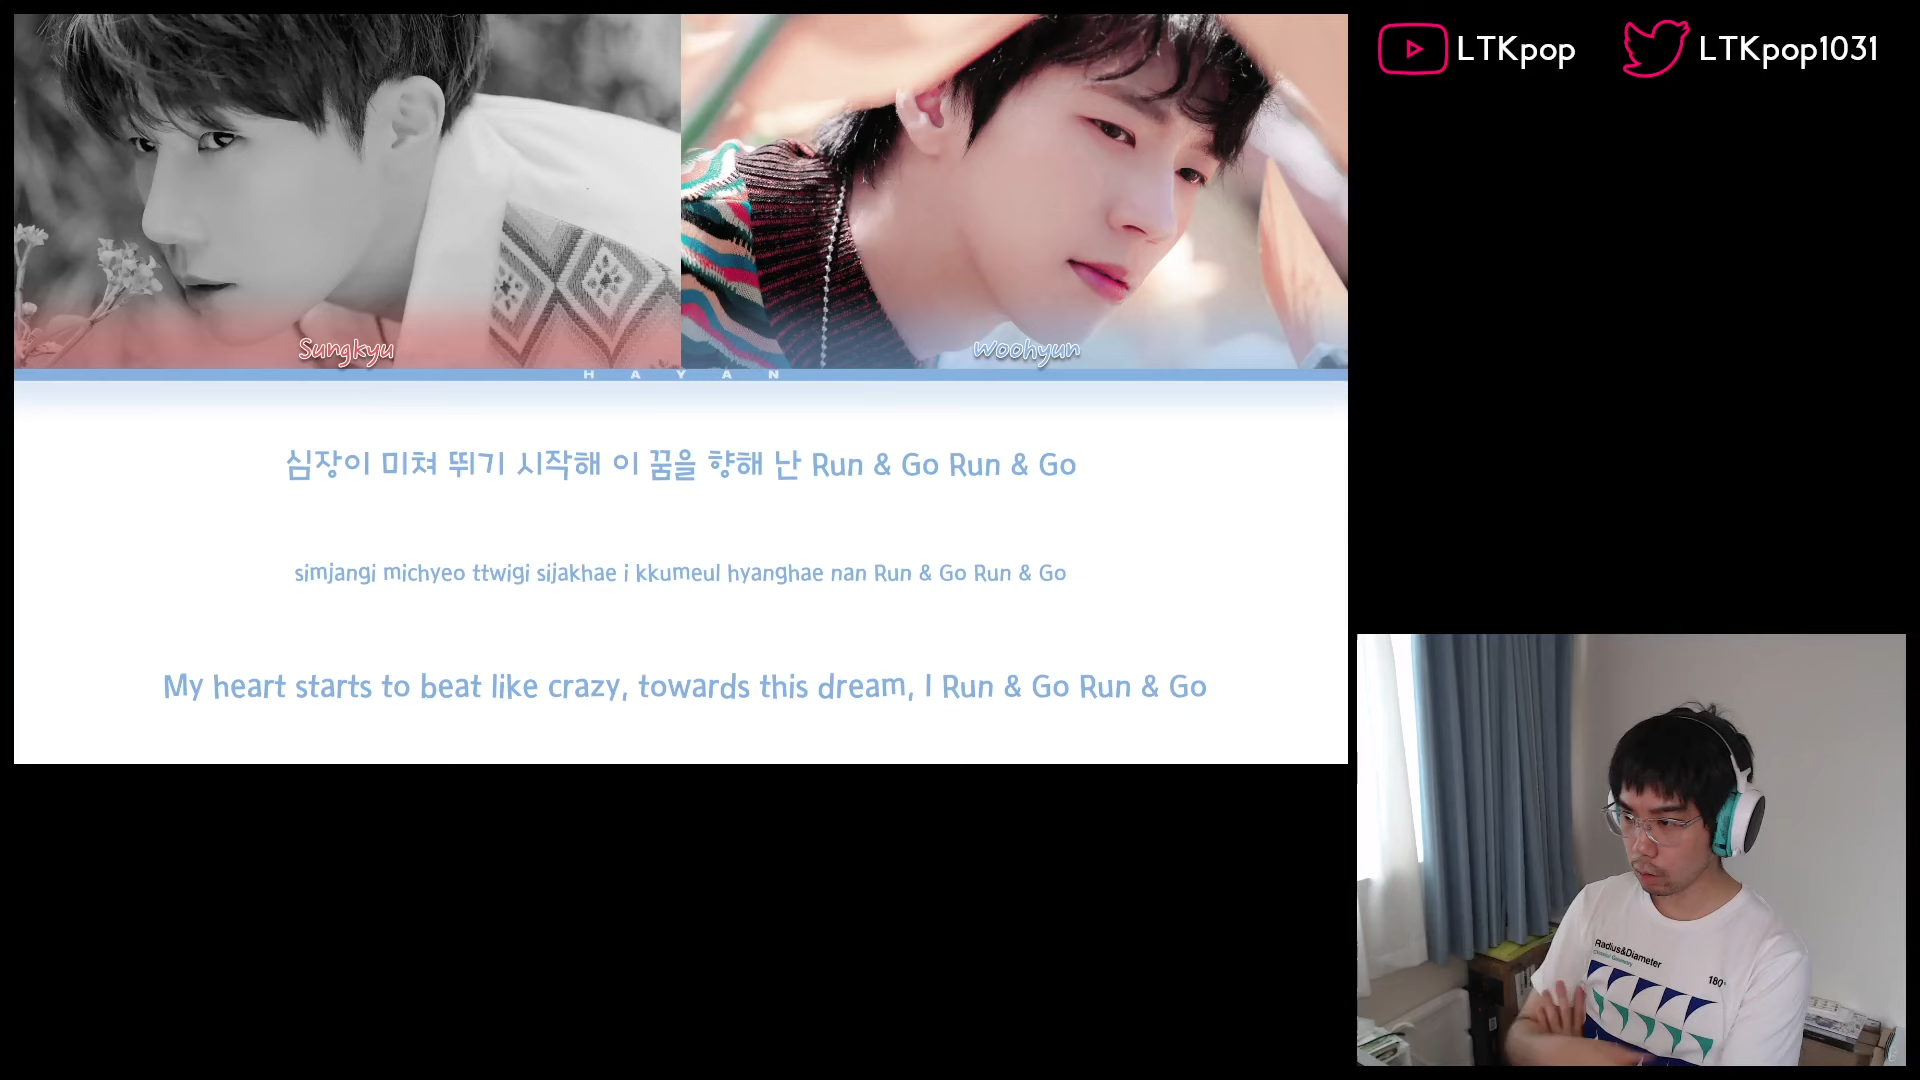 LTKpop
LTKpop1031
Sungkyu
Woohyun
H A Y A N
심장이 미쳐 뛰기 시작해 이 꿈을 향해 난 Run & Go Run & Go
simjangi michyeo ttwigi sijakhae i kkumeul hyanghae nan Run & Go Run & Go
My heart starts to beat like crazy, towards this dream, I Run & Go Run & Go
Radius&Diameter
180°